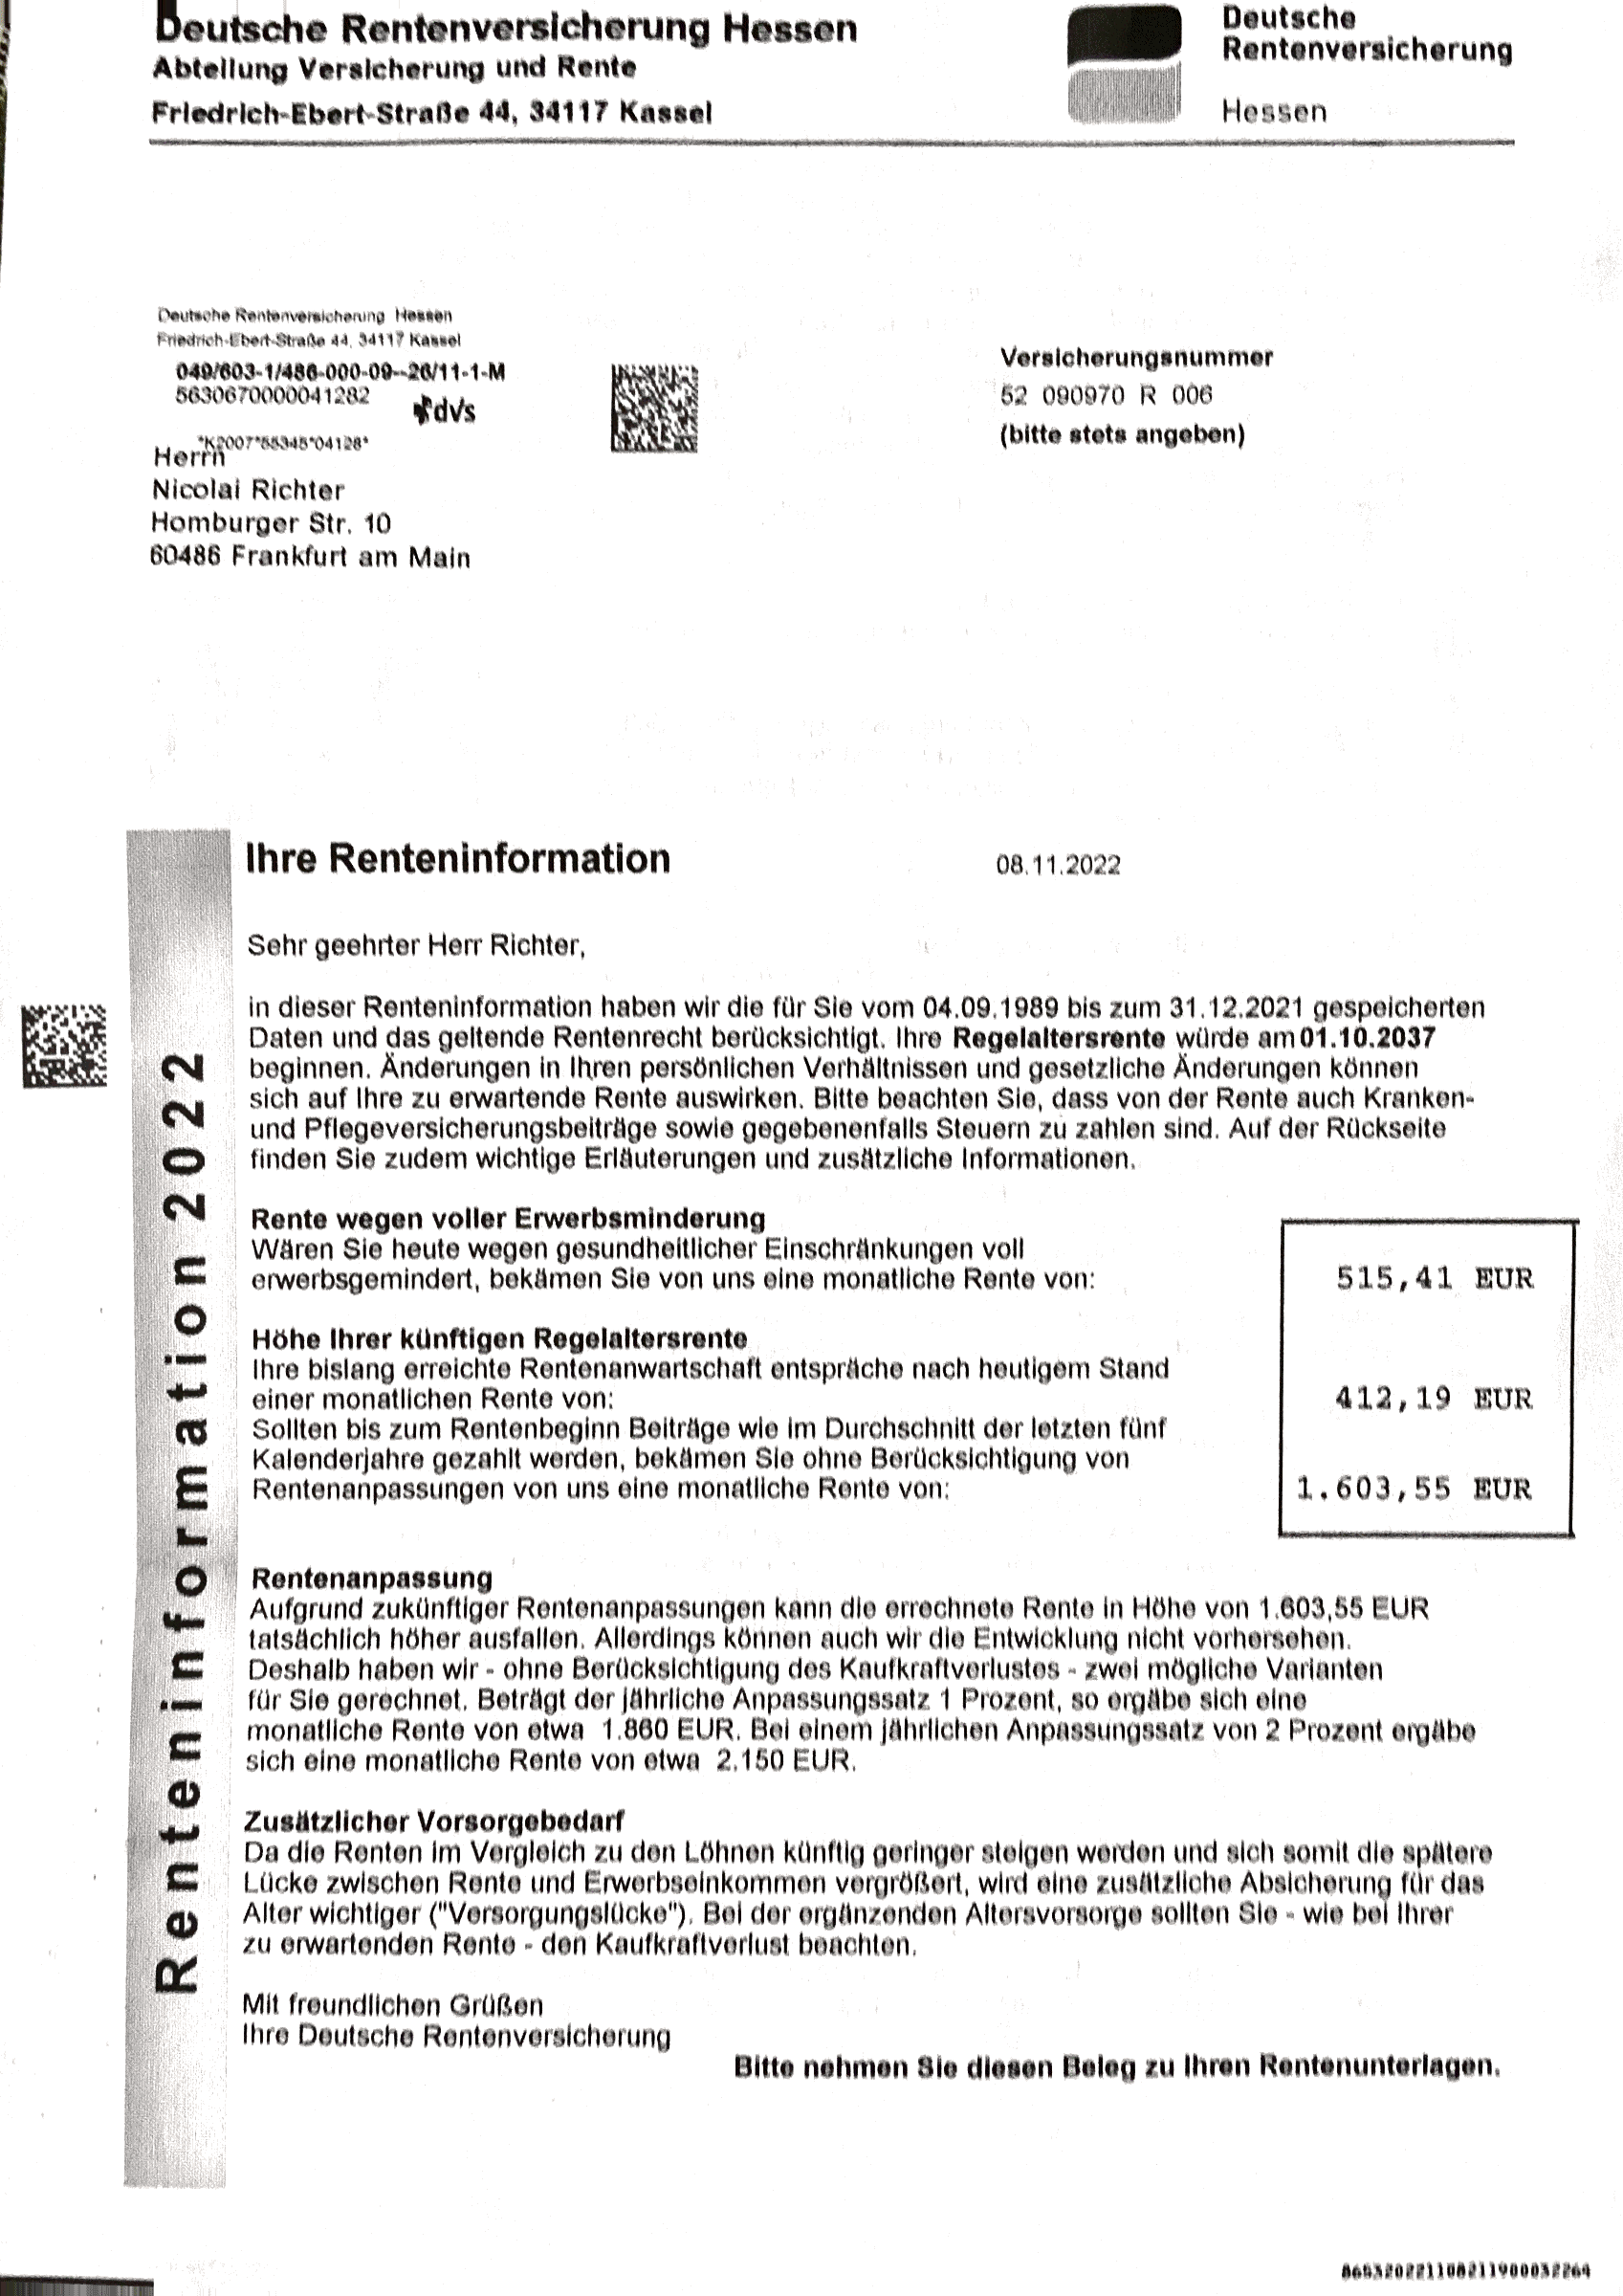 Deutsche Rentenversicherung Hessen
Abteilung Versicherung und Rente
Friedrich-Ebert-Straße 44, 34117 Kassel
Deutsche
Rentenversicherung
Hessen
Deutsche Rentenversicherung Hessen
Friedrich-Ebert-Straße 44, 34117 Kassel
049/603-1/486-000-09--26/11-1-M
5630670000041282
dvs
*K2007*55345*04128*
Herrn
Nicolai Richter
Homburger Str. 10
60486 Frankfurt am Main
Versicherungsnummer
52 090970 R 006
(bitte stets angeben)
Renteninformation 2022
Ihre Renteninformation
08.11.2022
Sehr geehrter Herr Richter,
in dieser Renteninformation haben wir die für Sie vom 04.09.1989 bis zum 31.12.2021 gespeicherten
Daten und das geltende Rentenrecht berücksichtigt. Ihre Regelaltersrente würde am 01.10.2037
beginnen. Änderungen in Ihren persönlichen Verhältnissen und gesetzliche Änderungen können
sich auf Ihre zu erwartende Rente auswirken. Bitte beachten Sie, dass von der Rente auch Kranken-
und Pflegeversicherungsbeiträge sowie gegebenenfalls Steuern zu zahlen sind. Auf der Rückseite
finden Sie zudem wichtige Erläuterungen und zusätzliche Informationen.
Rente wegen voller Erwerbsminderung
Wären Sie heute wegen gesundheitlicher Einschränkungen voll
erwerbsgemindert, bekämen Sie von uns eine monatliche Rente von:
515,41 EUR
Höhe Ihrer künftigen Regelaltersrente
Ihre bislang erreichte Rentenanwartschaft entspräche nach heutigem Stand
einer monatlichen Rente von:
412,19 EUR
Sollten bis zum Rentenbeginn Beiträge wie im Durchschnitt der letzten fünf
Kalenderjahre gezahlt werden, bekämen Sie ohne Berücksichtigung von
Rentenanpassungen von uns eine monatliche Rente von:
1.603,55 EUR
Rentenanpassung
Aufgrund zukünftiger Rentenanpassungen kann die errechnete Rente in Höhe von 1.603,55 EUR
tatsächlich höher ausfallen. Allerdings können auch wir die Entwicklung nicht vorhersehen.
Deshalb haben wir - ohne Berücksichtigung des Kaufkraftverlustes - zwei mögliche Varianten
für Sie gerechnet. Beträgt der jährliche Anpassungssatz 1 Prozent, so ergäbe sich eine
monatliche Rente von etwa 1.860 EUR. Bei einem jährlichen Anpassungssatz von 2 Prozent ergäbe
sich eine monatliche Rente von etwa 2.150 EUR.
Zusätzlicher Vorsorgebedarf
Da die Renten im Vergleich zu den Löhnen künftig geringer steigen werden und sich somit die spätere
Lücke zwischen Rente und Erwerbseinkommen vergrößert, wird eine zusätzliche Absicherung für das
Alter wichtiger ("Versorgungslücke"). Bei der ergänzenden Altersvorsorge sollten Sie - wie bei Ihrer
zu erwartenden Rente - den Kaufkraftverlust beachten.
Mit freundlichen Grüßen
Ihre Deutsche Rentenversicherung
Bitte nehmen Sie diesen Beleg zu Ihren Rentenunterlagen.